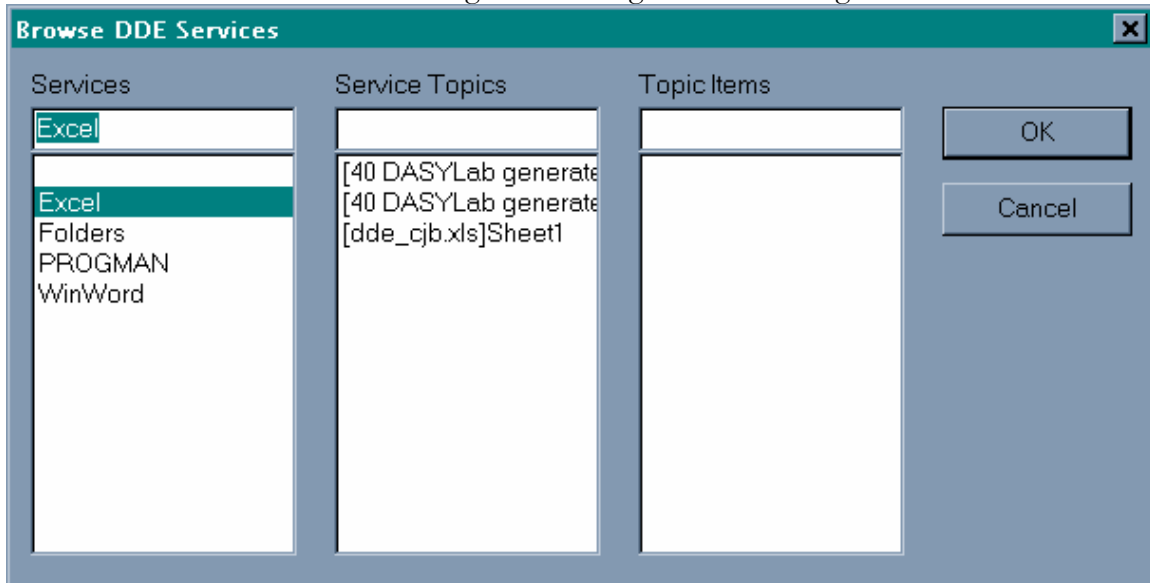 Browse DDE Services
Services
Service Topics
Topic Items
Excel
Excel
Folders
PROGMAN
WinWord
[40 DASYLab generate
[40 DASYLab generate
[dde_cjb.xls]Sheet1
OK
Cancel